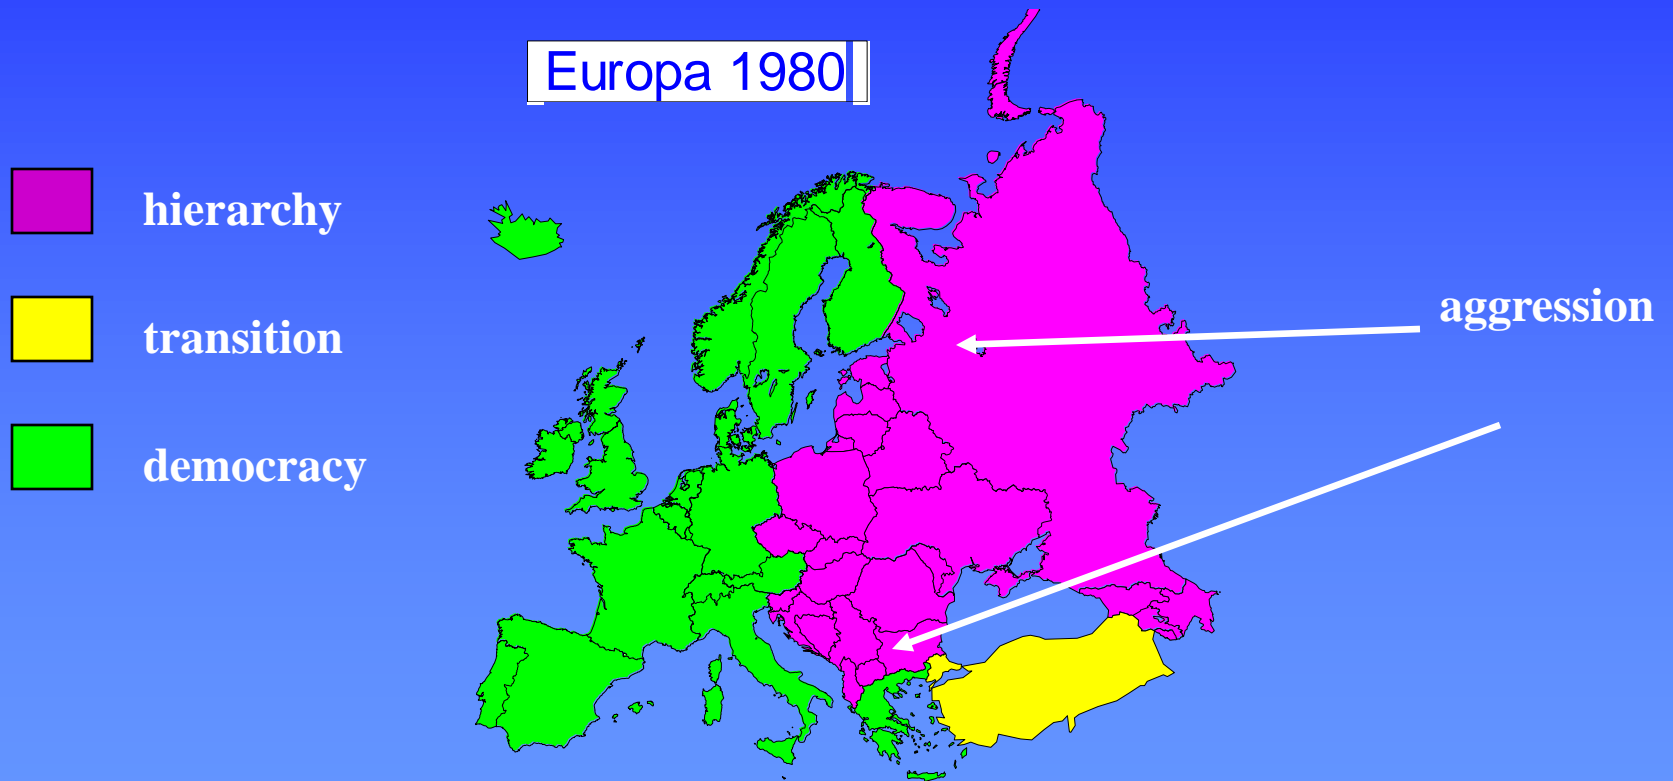 Europa 1980
hierarchy
transition
democracy
aggression